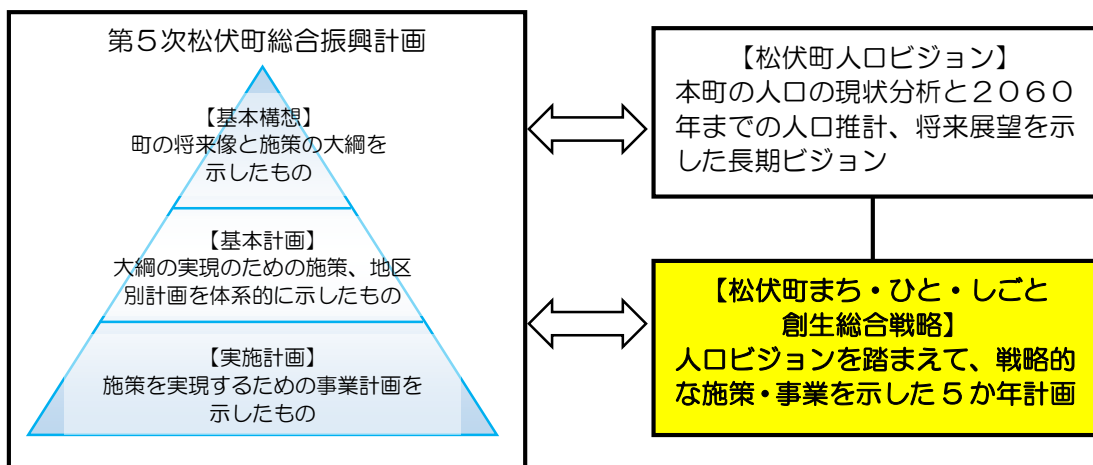 第５次松伏町総合振興計画
【基本構想】
町の将来像と施策の大綱を
示したもの
【基本計画】
大綱の実現のための施策、地区
別計画を体系的に示したもの
【実施計画】
施策を実現するための事業計画を
示したもの
【松伏町人口ビジョン】
本町の人口の現状分析と２０６０
年までの人口推計、将来展望を示
した長期ビジョン
【松伏町まち・ひと・しごと
創生総合戦略】
人口ビジョンを踏まえて、戦略的
な施策・事業を示した５か年計画